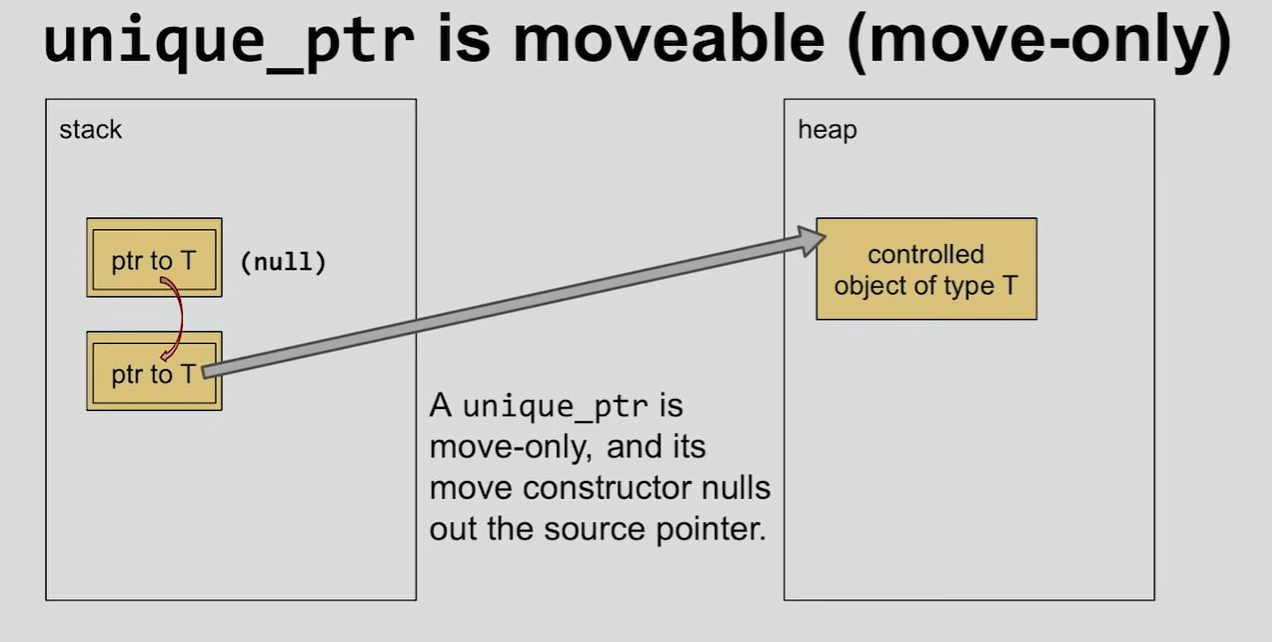 unique_ptr is moveable (move-only)
stack
heap
ptr to T
(null)
controlled
object of type T
ptr to T
A unique_ptr is
move-only, and its
move constructor nulls
out the source pointer.